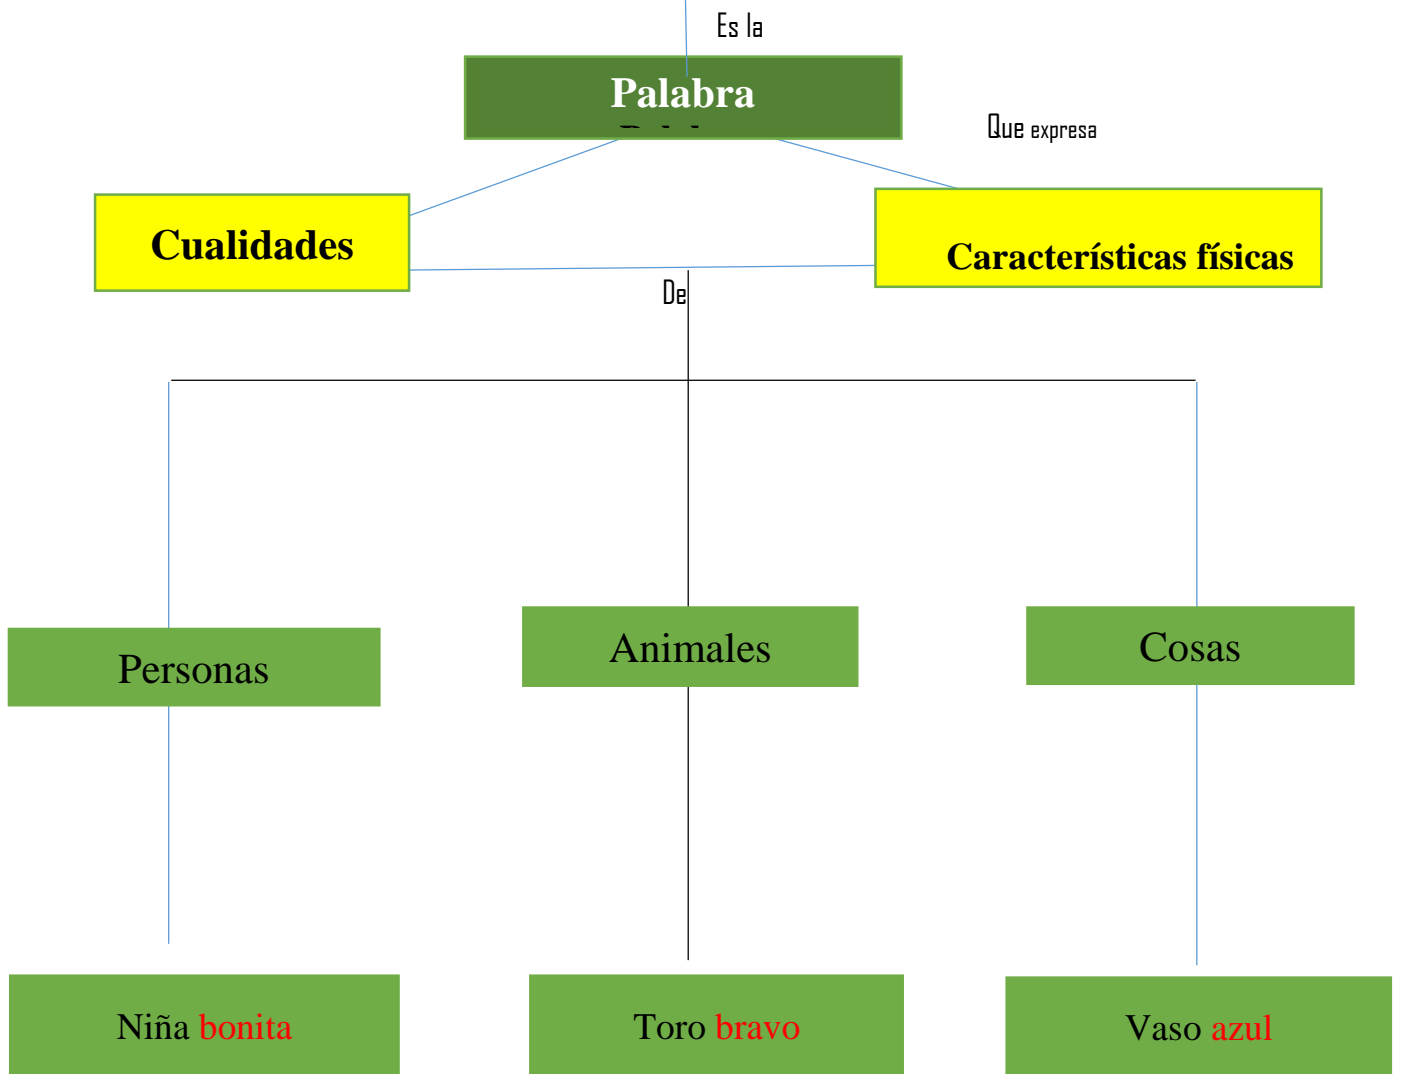 Es la
Palabra
Que expresa
Cualidades
Características físicas
De
Personas
Animales
Cosas
Niña bonita
Toro bravo
Vaso azul